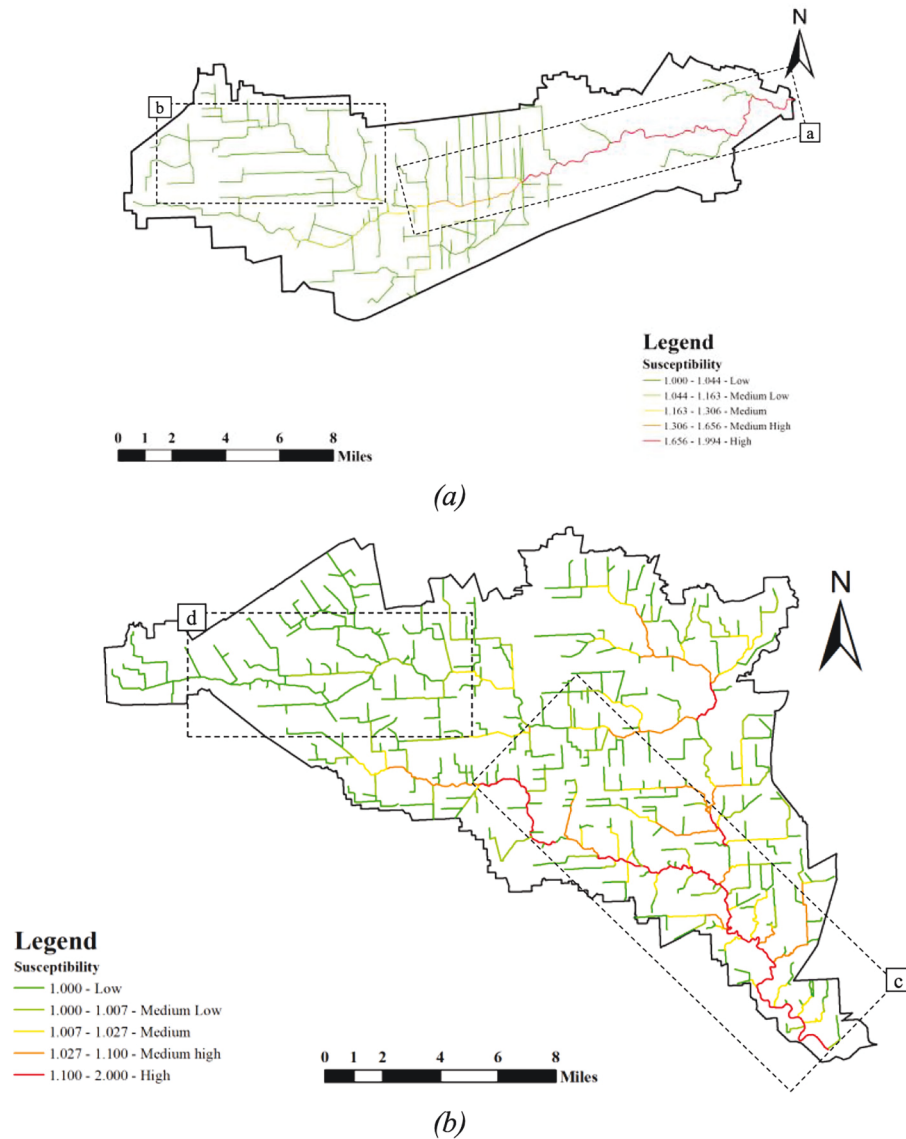 N
b
a
Legend
Susceptibility
1.000 - 1.044 - Low
1.044 - 1.163 - Medium Low
1.163 - 1.306 - Medium
1.306 - 1.656 - Medium High
1.656 - 1.994 - High
0 1 2 4 6 8
Miles
(a)
N
d
c
Legend
Susceptibility
1.000 - Low
1.000 - 1.007 - Medium Low
1.007 - 1.027 - Medium
1.027 - 1.100 - Medium high
1.100 - 2.000 - High
0 1 2 4 6 8
Miles
(b)